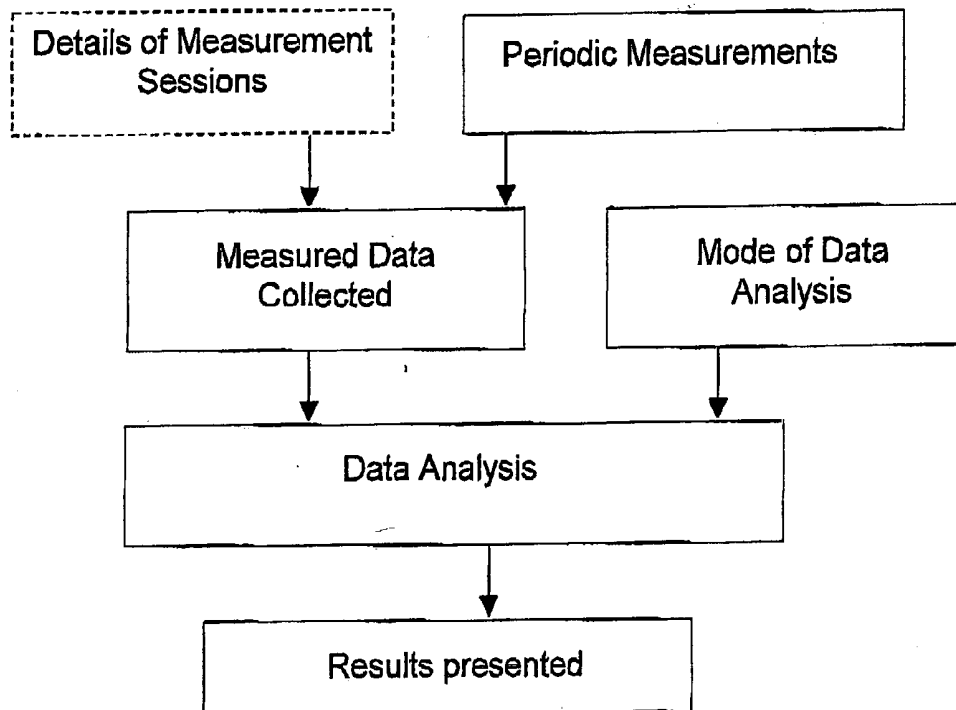 Details of Measurement
Sessions
Periodic Measurements
Measured Data
Collected
Mode of Data
Analysis
Data Analysis
Results presented